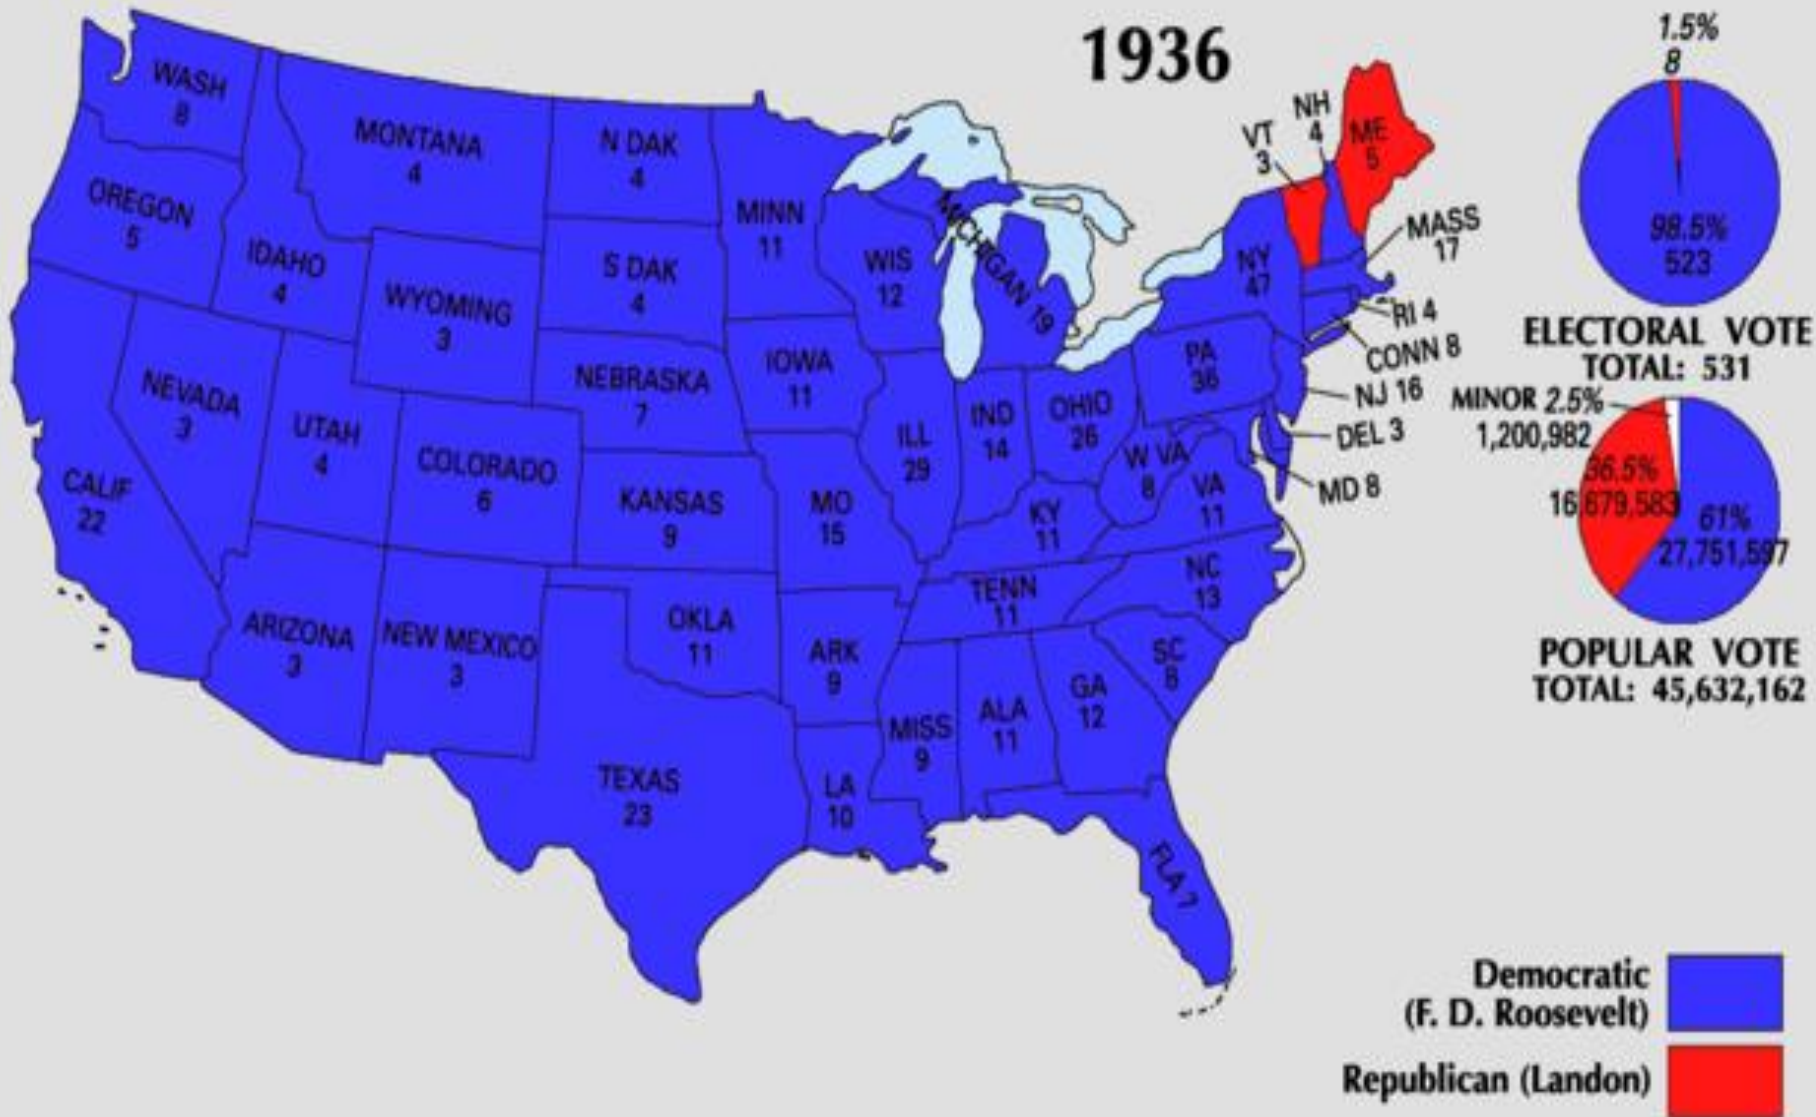 1936
WASH
8
MONTANA
4
N DAK
4
MINN
11
OREGON
5
IDAHO
4
WYOMING
3
S DAK
4
WIS
12
MICHIGAN 19
NEVADA
3
UTAH
4
COLORADO
6
NEBRASKA
7
IOWA
11
CALIF
22
KANSAS
9
MO
15
ILL
29
IND
14
OHIO
26
KY
11
W VA
8
VA
11
PA
36
NY
47
VT
3
NH
4
ME
5
MASS
17
RI 4
CONN 8
NJ 16
DEL 3
MD 8
ARIZONA
3
NEW MEXICO
3
OKLA
11
ARK
9
TENN
11
NC
13
SC
8
TEXAS
23
LA
10
MISS
9
ALA
11
GA
12
FLA 7
1.5%
8
98.5%
523
ELECTORAL VOTE
TOTAL: 531
MINOR 2.5%
1,200,982
36.5%
16,679,583
61%
27,751,597
POPULAR VOTE
TOTAL: 45,632,162
Democratic
(F. D. Roosevelt)
Republican (Landon)